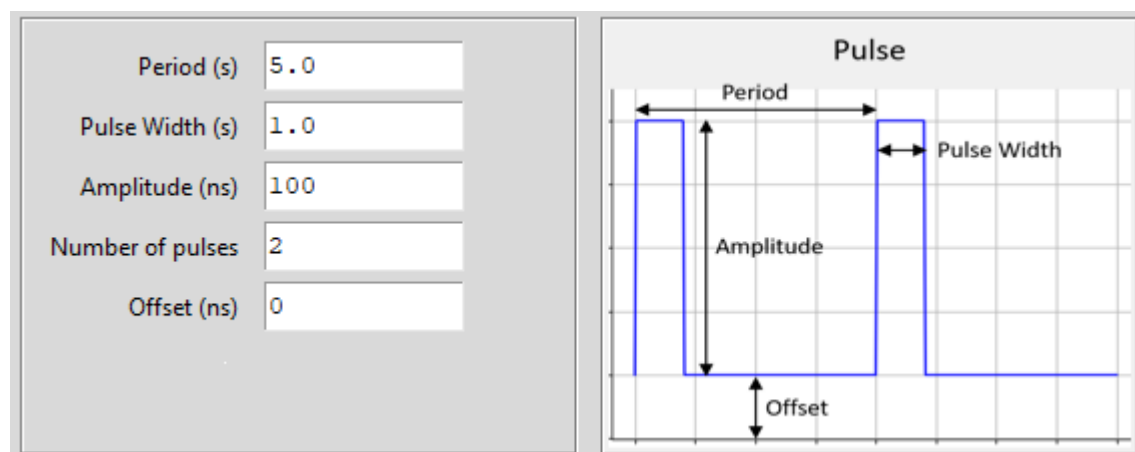 Period (s) 5.0
Pulse Width (s) 1.0
Amplitude (ns) 100
Number of pulses 2
Offset (ns) 0
Pulse
Period
Pulse Width
Amplitude
Offset